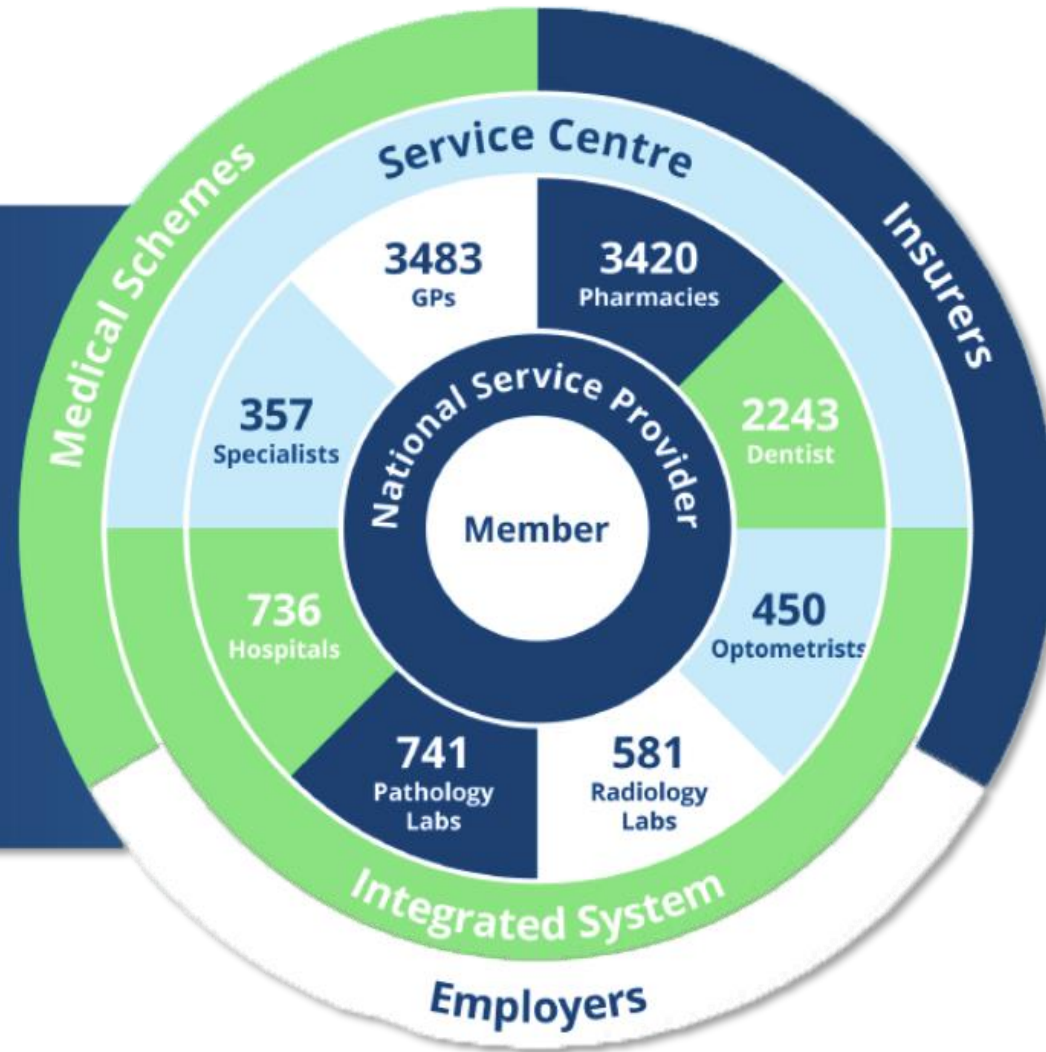 Medical Schemes
Insurers
Service Centre
3483
GPs
3420
Pharmacies
357
Specialists
2243
Dentist
National Service Provider
Member
736
Hospitals
450
Optometrists
741
Pathology
Labs
581
Radiology
Labs
Integrated System
Employers